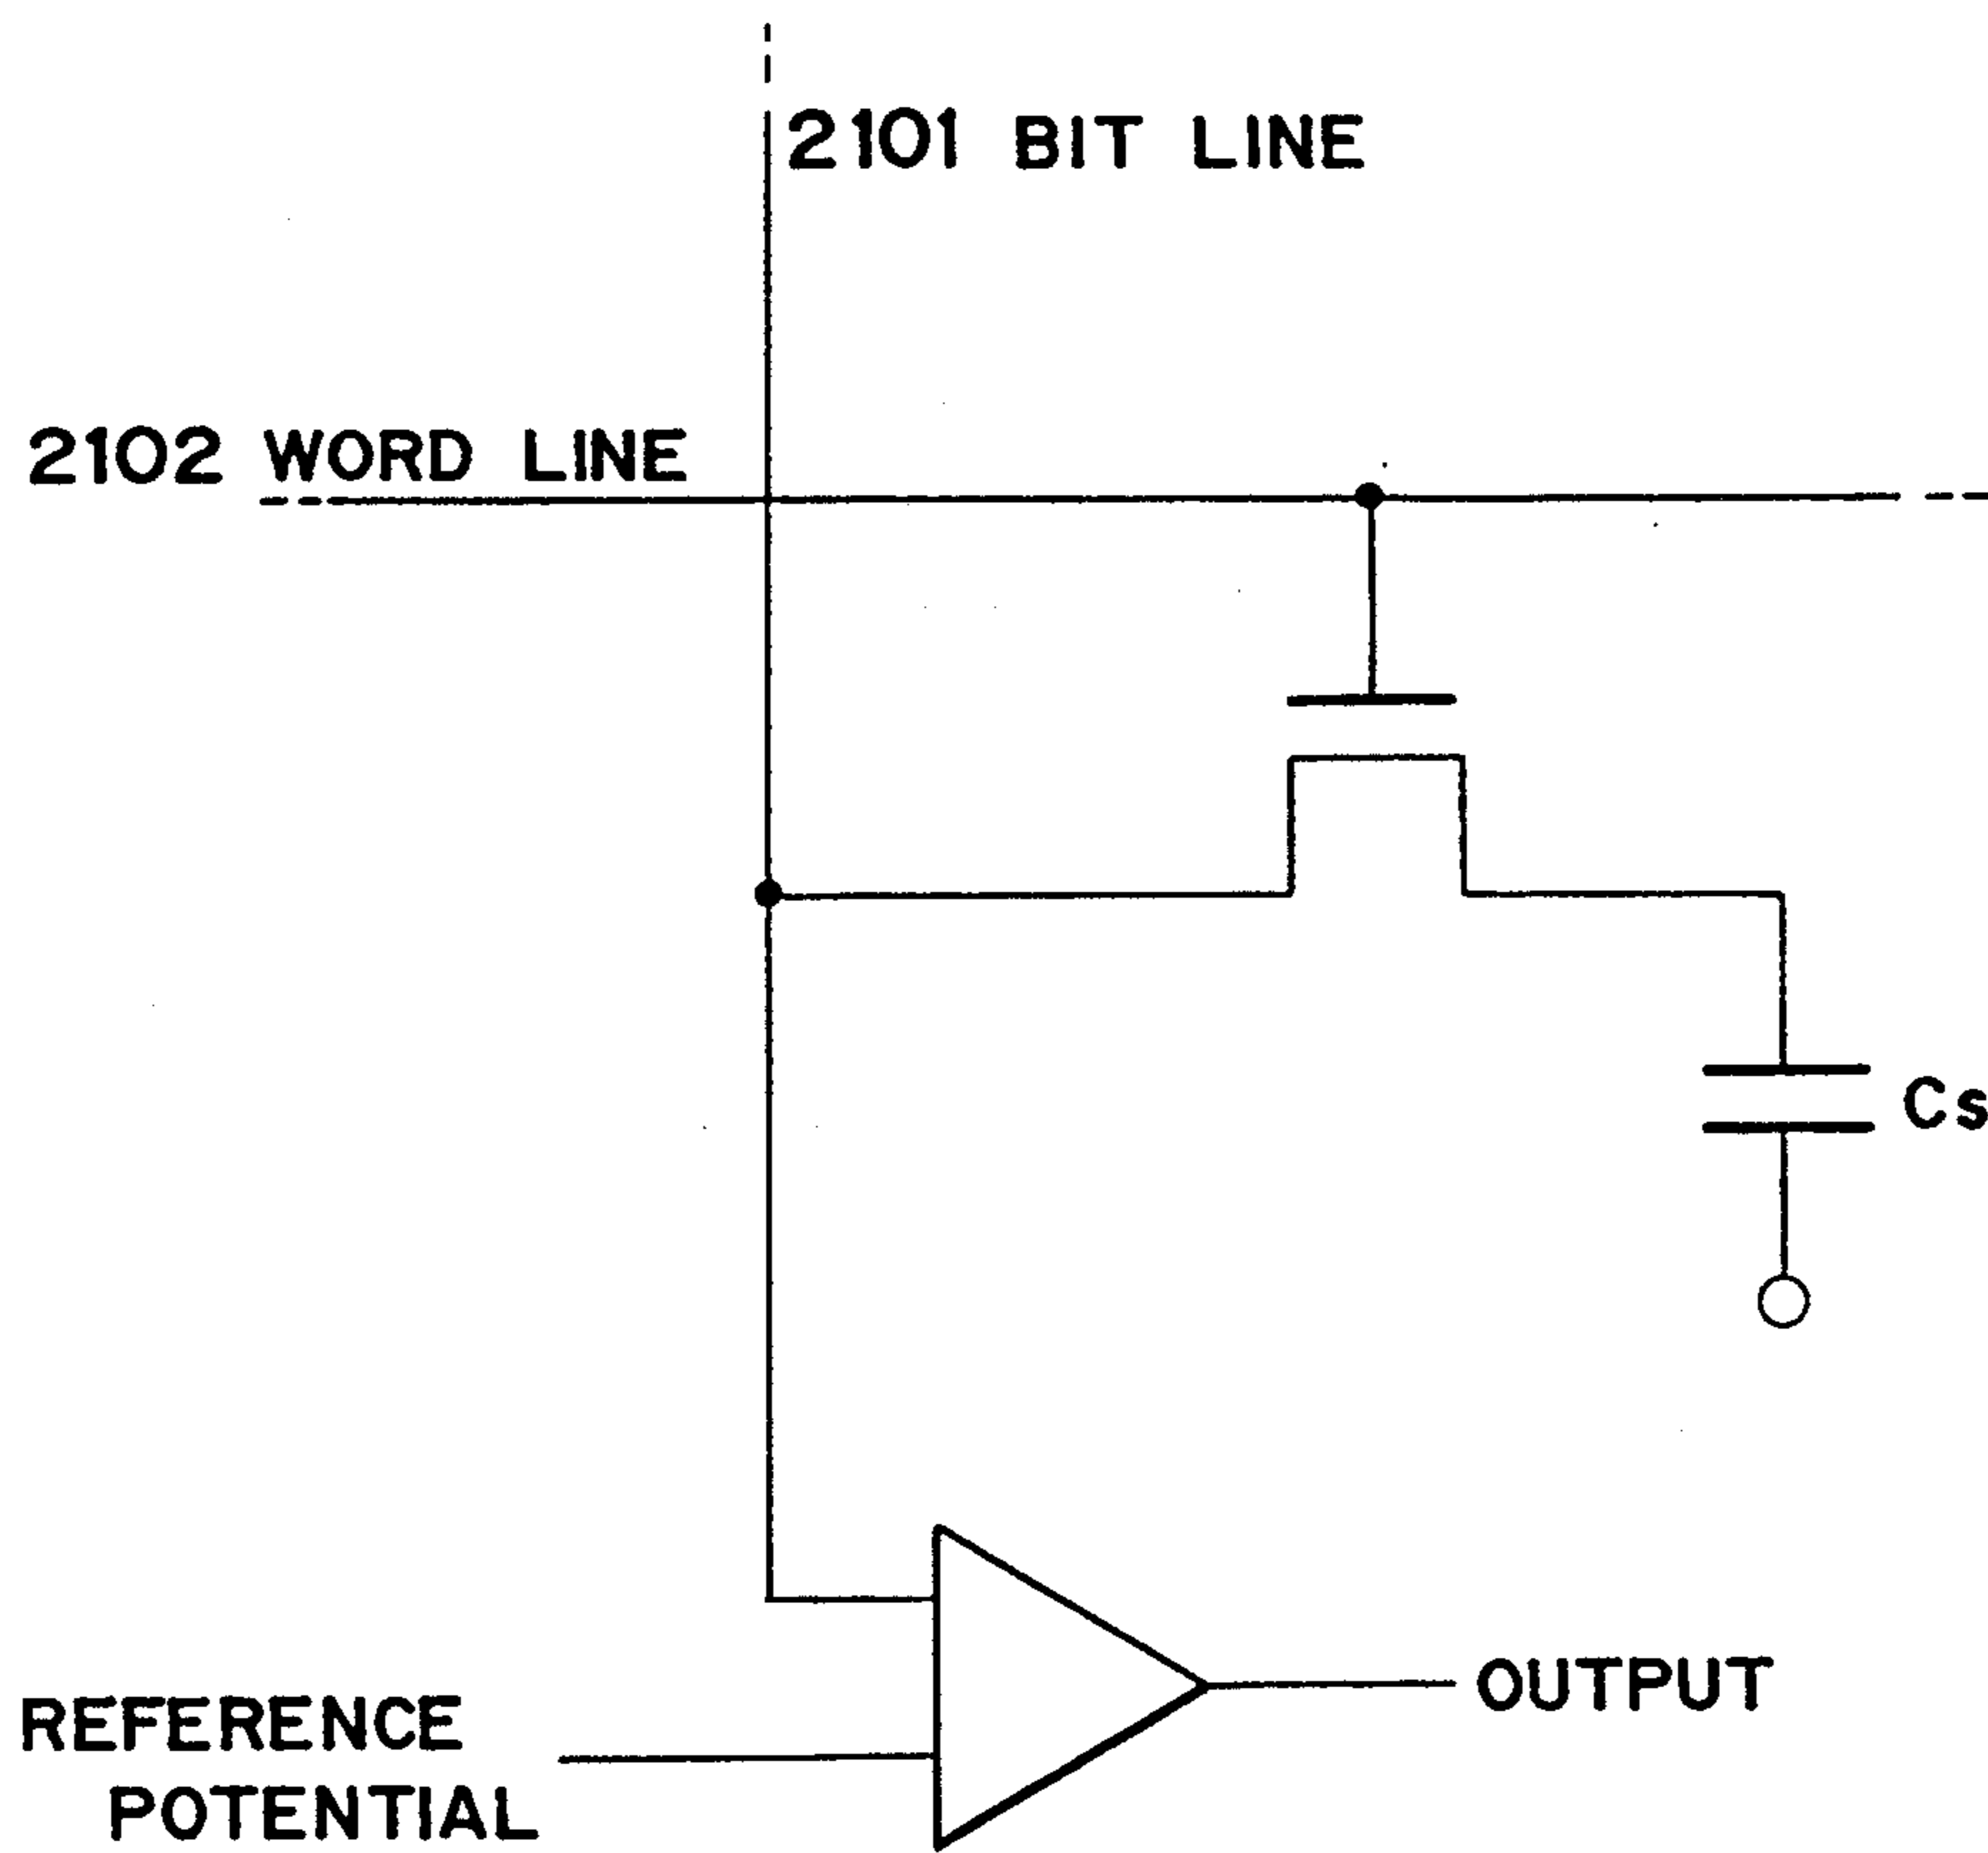 2101 BIT LINE
2102 WORD LINE
Cs
REFERENCE
POTENTIAL
OUTPUT